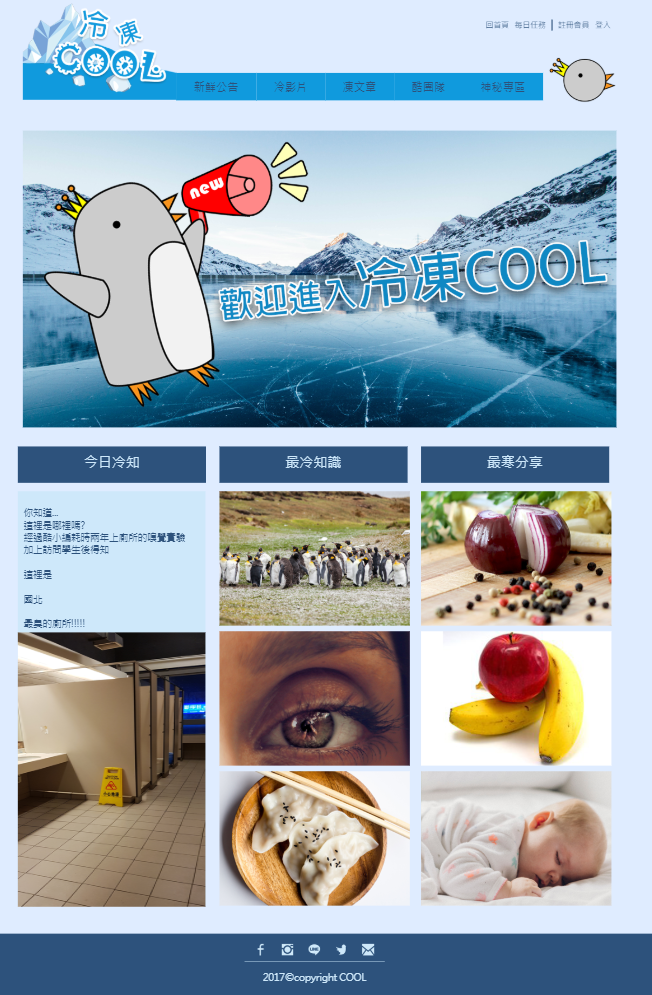 冷凍
COOL
回首頁 每日任務 | 註冊會員 登入
新鮮公告 冷影片 凍文章 酷團隊 神秘專區
new
歡迎進入冷凍COOL
今日冷知
最冷知識
最寒分享
你知道...
這裡是哪裡嗎?
經過酷小編耗時兩年上廁所的嗅覺實驗
加上訪問學生後得知
這裡是
國北
最臭的廁所!!!!!
2017©copyright COOL